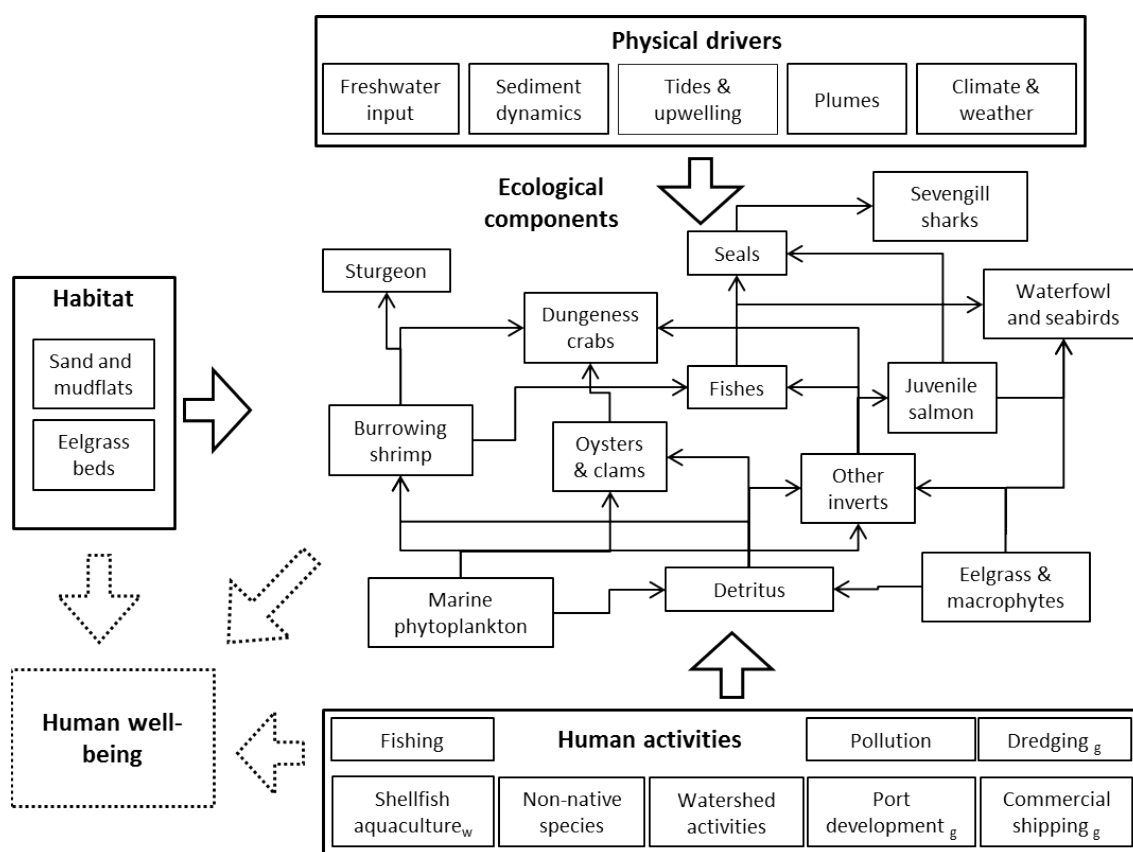 Physical drivers
Freshwater
input
Sediment
dynamics
Tides &
upwelling
Plumes
Climate &
weather
Ecological
components
Sevengill
sharks
Seals
Sturgeon
Habitat
Sand and
mudflats
Eelgrass
beds
Dungeness
crabs
Waterfowl
and seabirds
Fishes
Juvenile
salmon
Burrowing
shrimp
Oysters
& clams
Other
inverts
Marine
phytoplankton
Detritus
Eelgrass &
macrophytes
Human well-
being
Human activities
Fishing
Pollution
Dredging g
Shellfish
aquaculturew
Non-native
species
Watershed
activities
Port
development g
Commercial
shipping g